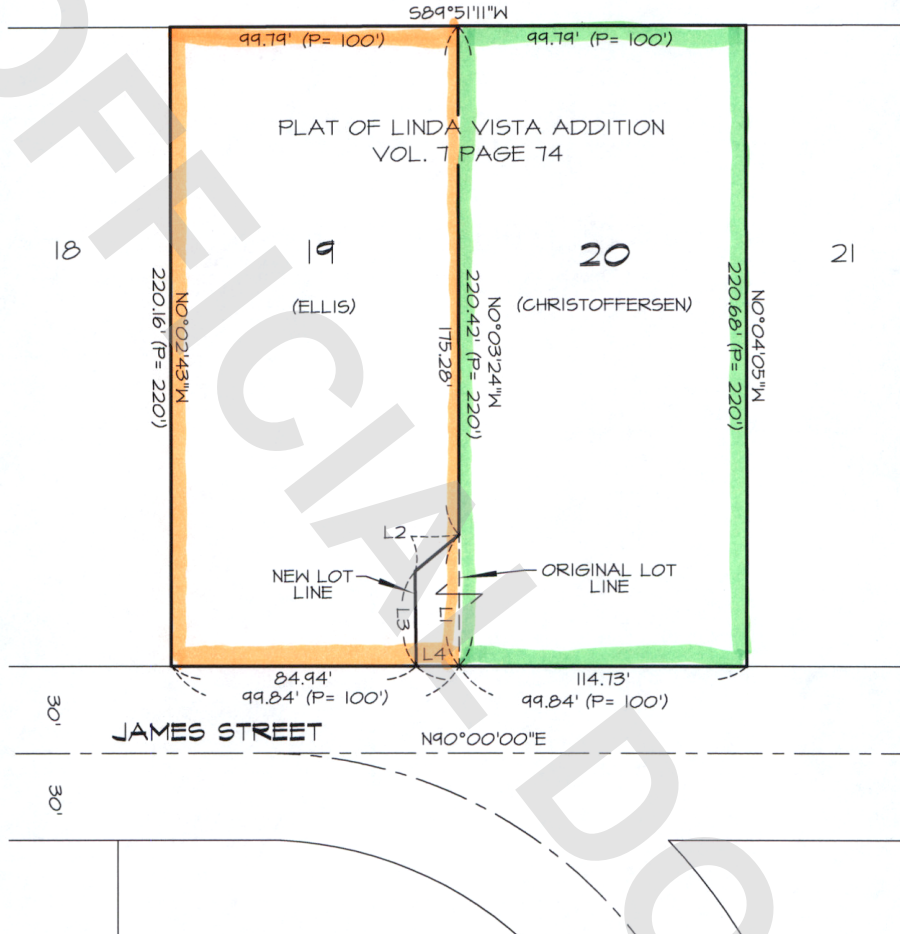 S89°51'11"W
99.79' (P= 100')
99.79' (P= 100')
PLAT OF LINDA VISTA ADDITION
VOL. 7 PAGE 74
18
19
20
21
(ELLIS)
(CHRISTOFFERSEN)
220.16' (P= 220')
N0°02'43"W
175.28'
220.42' (P= 220')
N0°03'24"W
220.68' (P= 220')
N0°04'05"W
L2
NEW LOT
LINE
ORIGINAL LOT
LINE
L3
L1
L4
84.94'
99.84' (P= 100')
114.73'
99.84' (P= 100')
30'
JAMES STREET
N90°00'00"E
30'
OFFICIAL DO